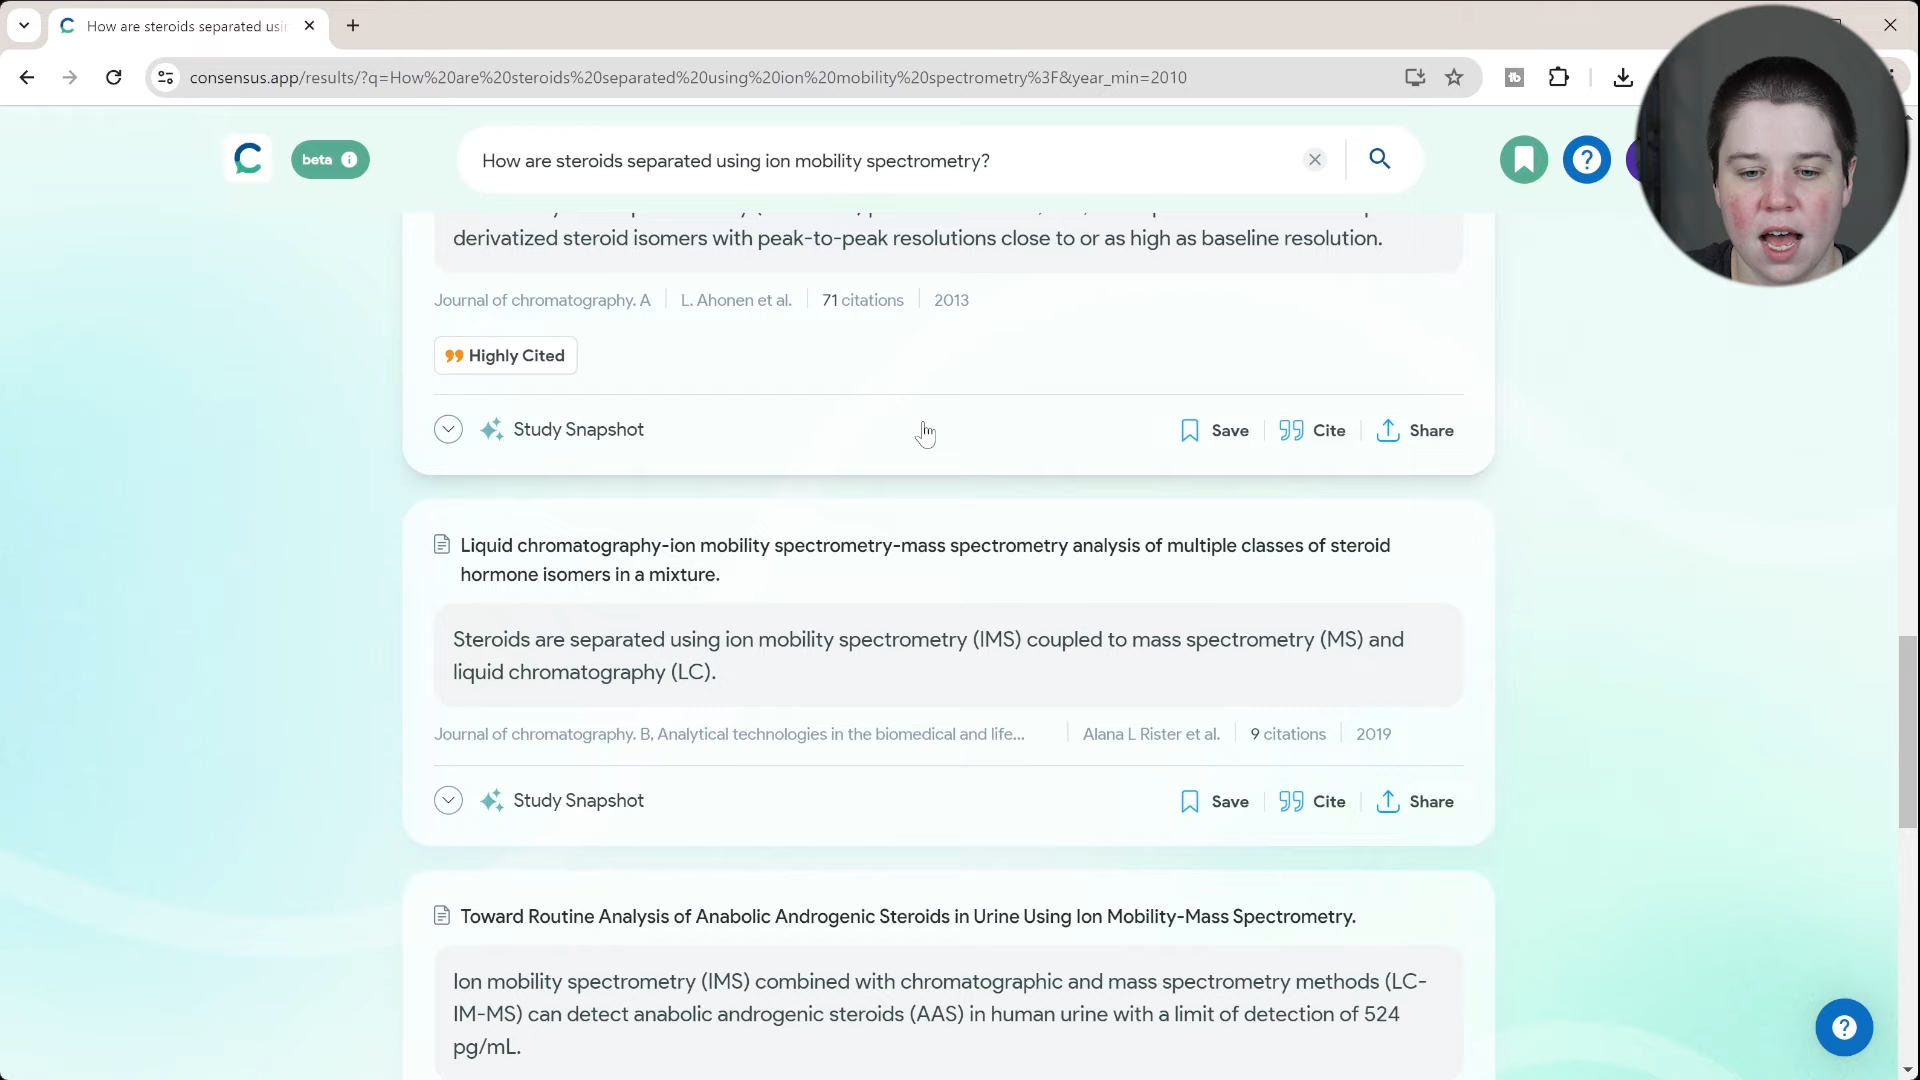 How are steroids separated usi
consensus.app/results/?q=How%20are%20steroids%20separated%20using%20ion%20mobility%20spectrometry%3F&year_min=2010
beta
How are steroids separated using ion mobility spectrometry?
derivatized steroid isomers with peak-to-peak resolutions close to or as high as baseline resolution.
Journal of chromatography. A
L. Ahonen et al.
71 citations
2013
Highly Cited
Study Snapshot
Save
Cite
Share
Liquid chromatography-ion mobility spectrometry-mass spectrometry analysis of multiple classes of steroid
hormone isomers in a mixture.
Steroids are separated using ion mobility spectrometry (IMS) coupled to mass spectrometry (MS) and
liquid chromatography (LC).
Journal of chromatography. B, Analytical technologies in the biomedical and life...
Alana L Rister et al.
9 citations
2019
Study Snapshot
Save
Cite
Share
Toward Routine Analysis of Anabolic Androgenic Steroids in Urine Using Ion Mobility-Mass Spectrometry.
Ion mobility spectrometry (IMS) combined with chromatographic and mass spectrometry methods (LC-
IM-MS) can detect anabolic androgenic steroids (AAS) in human urine with a limit of detection of 524
pg/mL.